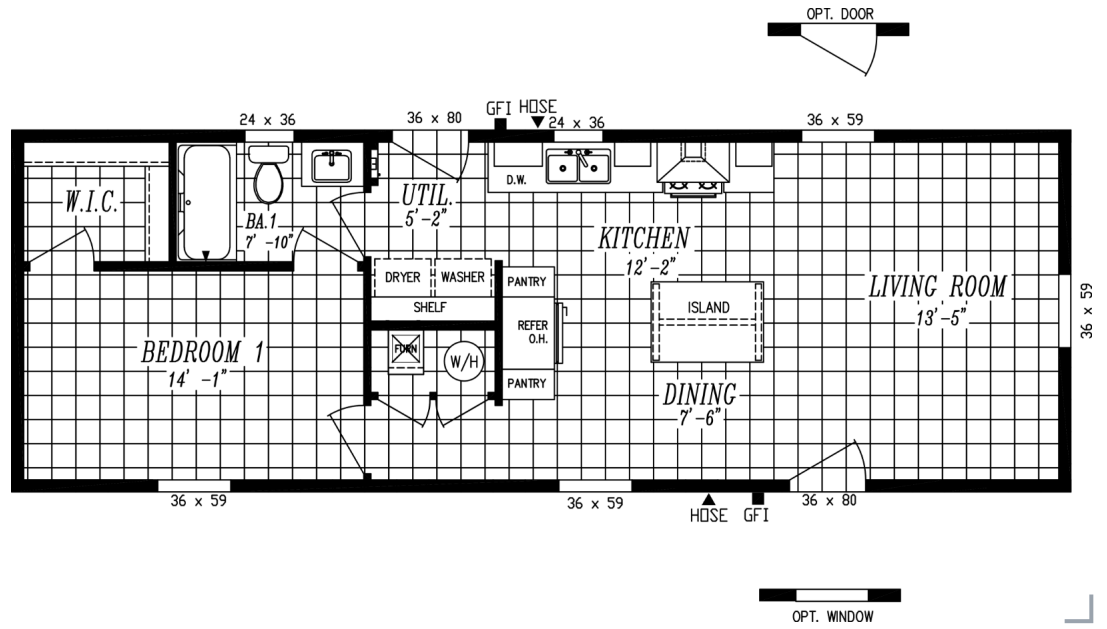 OPT. DOOR
GFI HOSE
24 x 36
36 x 80
24 x 36
36 x 59
D.W.
W.I.C.
UTIL.
5'-2"
BA.1
7' -10"
KITCHEN
12'-2"
DRYER
WASHER
PANTRY
SHELF
ISLAND
LIVING ROOM
13'-5"
36 x 59
REFER
O.H.
BEDROOM 1
14' -1"
FURN
W/H
PANTRY
DINING
7'-6"
36 x 59
36 x 59
36 x 80
HOSE GFI
OPT. WINDOW